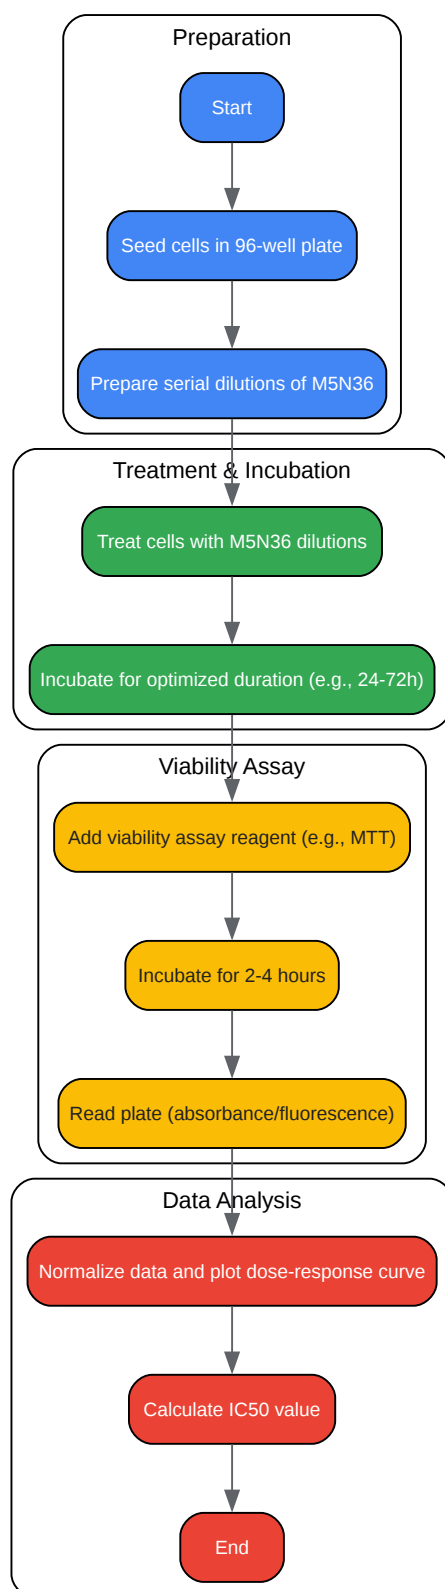 Preparation
Start
Seed cells in 96-well plate
Prepare serial dilutions of M5N36
Treatment & Incubation
Treat cells with M5N36 dilutions
Incubate for optimized duration (e.g., 24-72h)
Viability Assay
Add viability assay reagent (e.g., MTT)
Incubate for 2-4 hours
Read plate (absorbance/fluorescence)
Data Analysis
Normalize data and plot dose-response curve
Calculate IC50 value
End